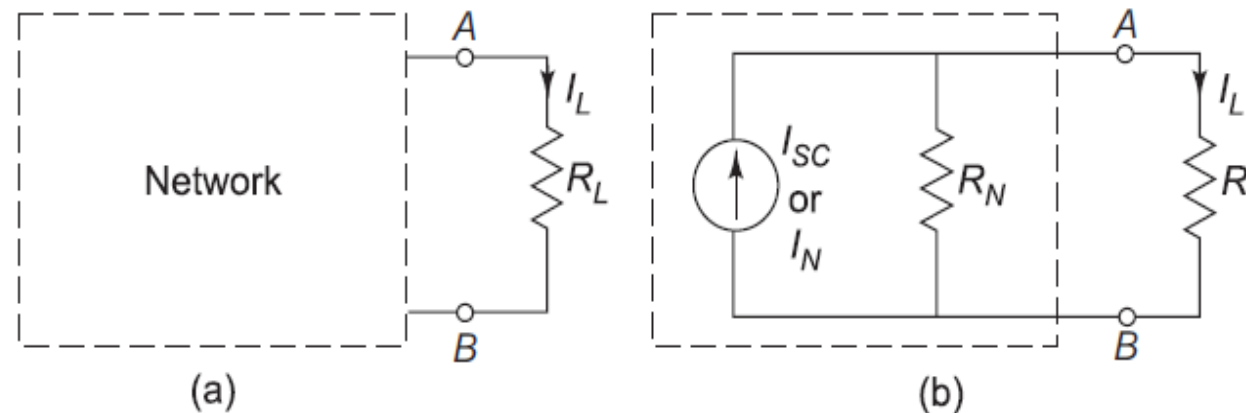 A
I_L
Network
R_L
B
(a)
A
I_L
I_SC
or
I_N
R_N
R
B
(b)